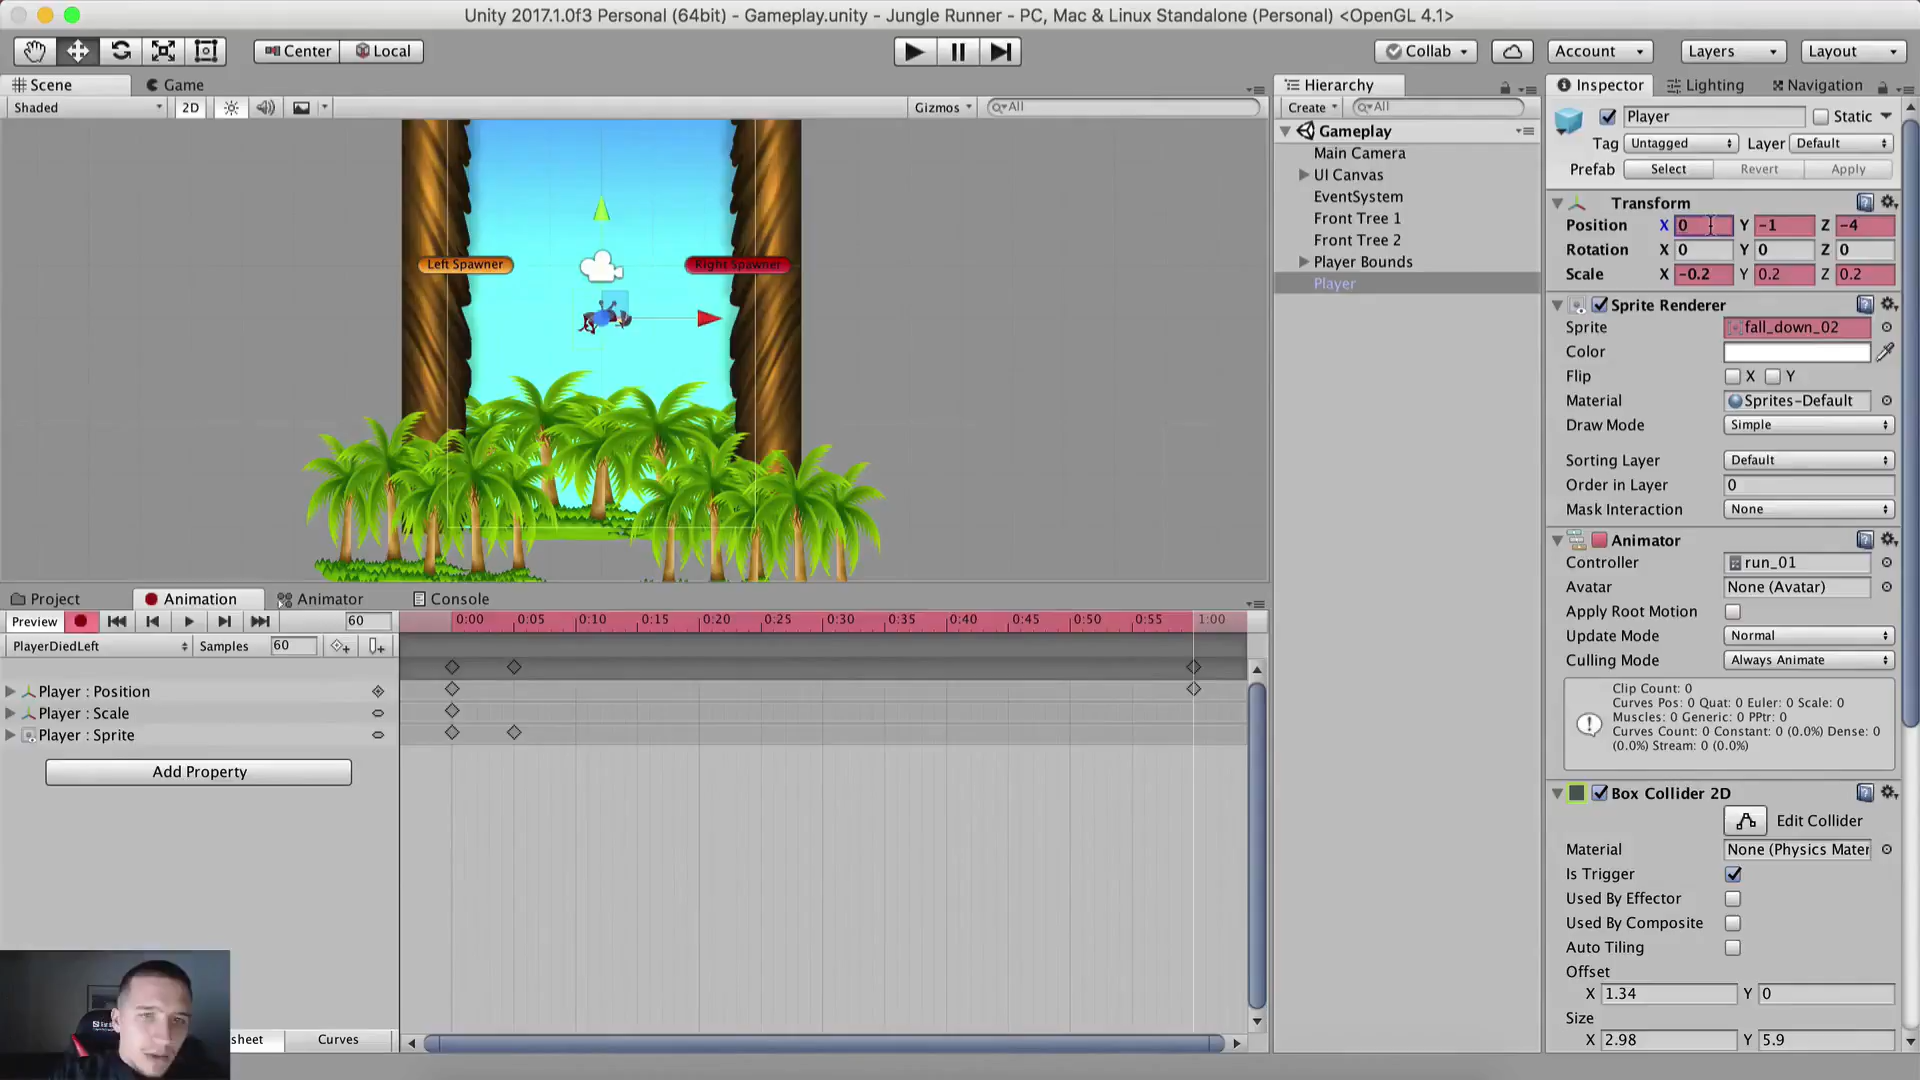 Unity 2017.1.0f3 Personal (64bit) - Gameplay.unity - Jungle Runner - PC, Mac & Linux Standalone (Personal) <OpenGL 4.1>
Center Local Collab Account Layers Layout
Scene Game Hierarchy Inspector Lighting Navigation
Shaded 2D Gizmos All Create All
Player Static
Gameplay
Main Camera
UI Canvas
EventSystem
Front Tree 1
Front Tree 2
Player Bounds
Player
Tag Untagged Layer Default
Prefab Select Revert Apply
Transform
Position X 0 Y -1 Z -4
Rotation X 0 Y 0 Z 0
Scale X -0.2 Y 0.2 Z 0.2
Left Spawner Right Spawner
Sprite Renderer
Sprite fall_down_02
Color
Flip X Y
Material Sprites-Default
Draw Mode Simple
Sorting Layer Default
Order in Layer 0
Mask Interaction None
Animator
Controller run_01
Avatar None (Avatar)
Apply Root Motion
Update Mode Normal
Culling Mode Always Animate
Clip Count: 0
Curves Pos: 0 Quat: 0 Euler: 0 Scale: 0
Muscles: 0 Generic: 0 PPtr: 0
Curves Count: 0 Constant: 0 (0.0%) Dense: 0
(0.0%) Stream: 0 (0.0%)
Box Collider 2D
Edit Collider
Material None (Physics Mater
Is Trigger
Used By Effector
Used By Composite
Auto Tiling
Offset
X 1.34 Y 0
Size
X 2.98 Y 5.9
Project Animation Animator Console
Preview 60 0:00 0:05 0:10 0:15 0:20 0:25 0:30 0:35 0:40 0:45 0:50 0:55 1:00
PlayerDiedLeft Samples 60
Player : Position
Player : Scale
Player : Sprite
Add Property
sheet Curves